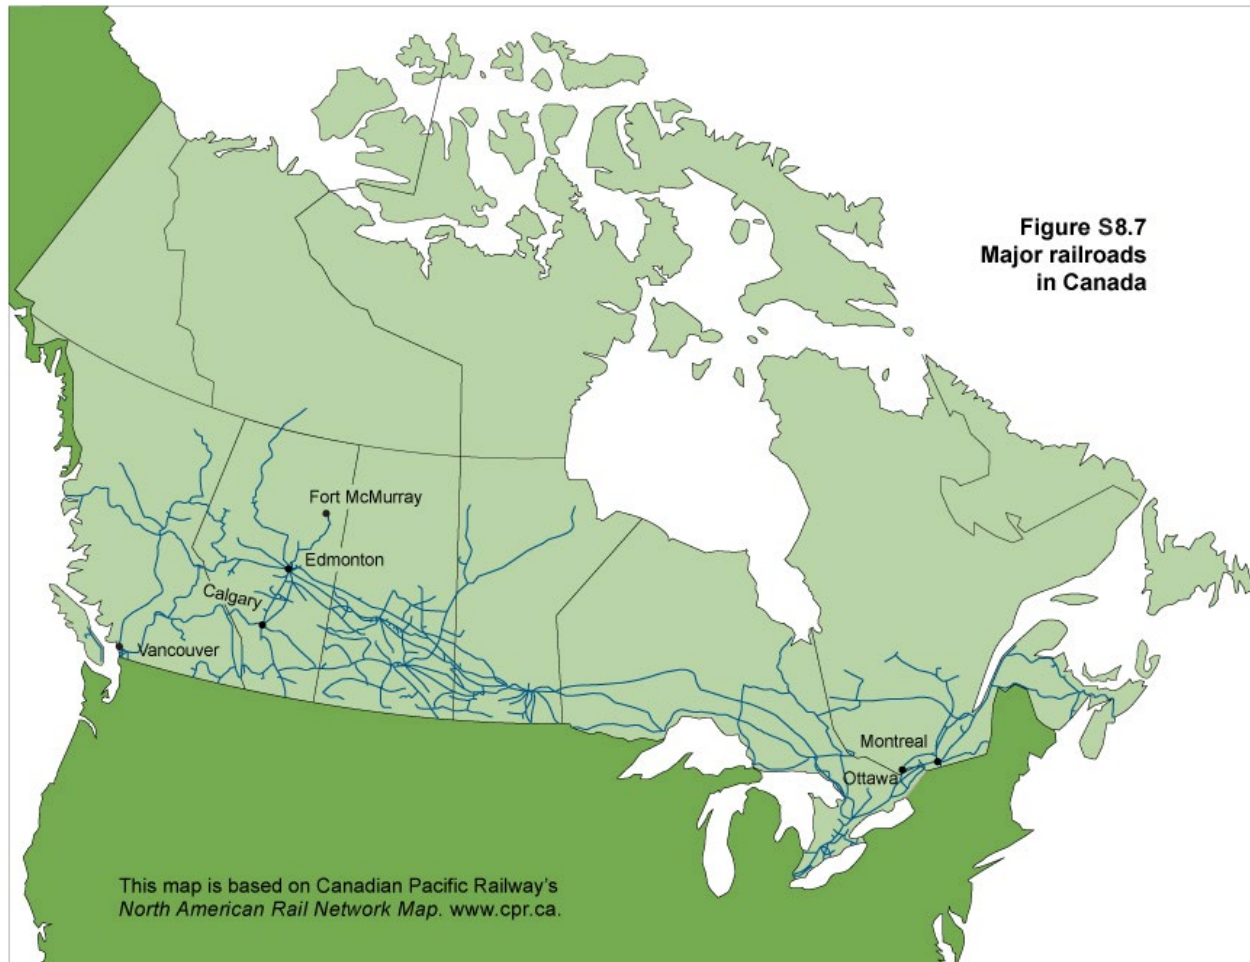 Figure S8.7
Major railroads
in Canada
Fort McMurray
Edmonton
Calgary
Vancouver
Montreal
Ottawa
This map is based on Canadian Pacific Railway's
North American Rail Network Map. www.cpr.ca.